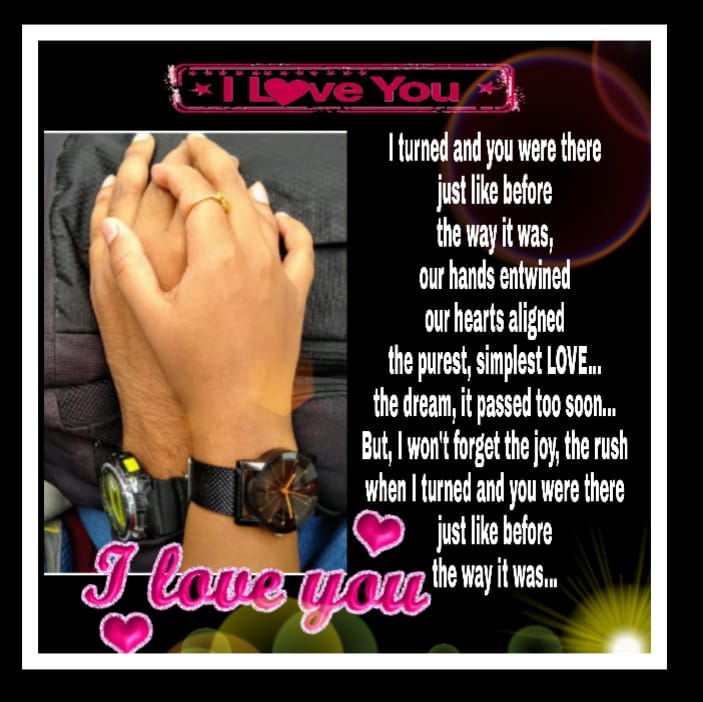 I Love You
I turned and you were there
just like before
the way it was,
our hands entwined
our hearts aligned
the purest, simplest LOVE...
the dream, it passed too soon...
But, I won't forget the joy, the rush
when I turned and you were there
just like before
the way it was...
I love you